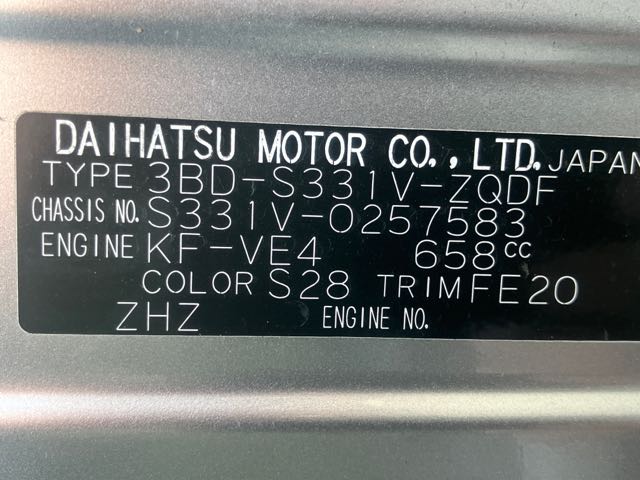 DAIHATSU MOTOR CO., LTD. JAPAN
TYPE 3BD-S331V-ZQDF
CHASSIS NO. S331V-0257583
ENGINE KF-VE4 658cc
COLOR S28 TRIM FE20
ZHZ ENGINE NO.